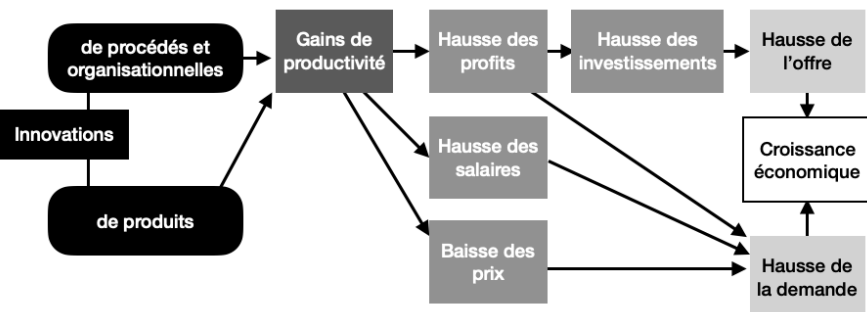 de procédés et
organisationnelles
Gains de
productivité
Hausse des
profits
Hausse des
investissements
Hausse de
l’offre
Innovations
Hausse des
salaires
Croissance
économique
de produits
Baisse des
prix
Hausse de
la demande